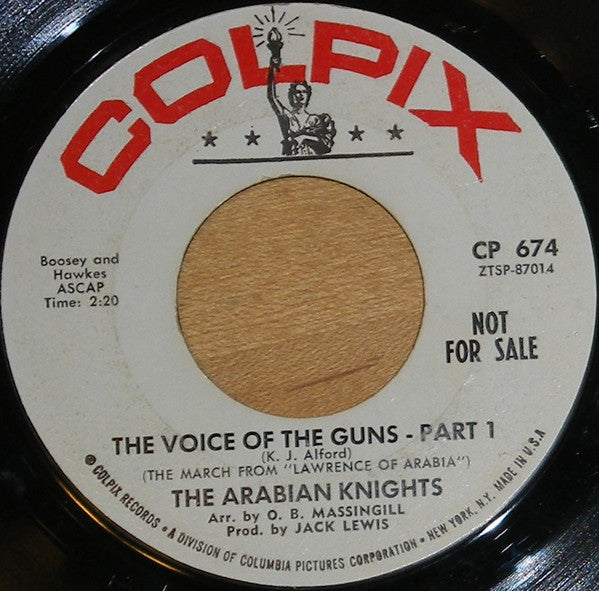 COLPIX
Boosey and
Hawkes
ASCAP
Time: 2:20
CP 674
ZTSP-87014
NOT
FOR SALE
THE VOICE OF THE GUNS - PART 1
(K. J. Alford)
(THE MARCH FROM "LAWRENCE OF ARABIA")
THE ARABIAN KNIGHTS
Arr. by O. B. MASSINGILL
Prod. by JACK LEWIS
© COLPIX RECORDS • A DIVISION OF COLUMBIA PICTURES CORPORATION • NEW YORK, N.Y. MADE IN U.S.A